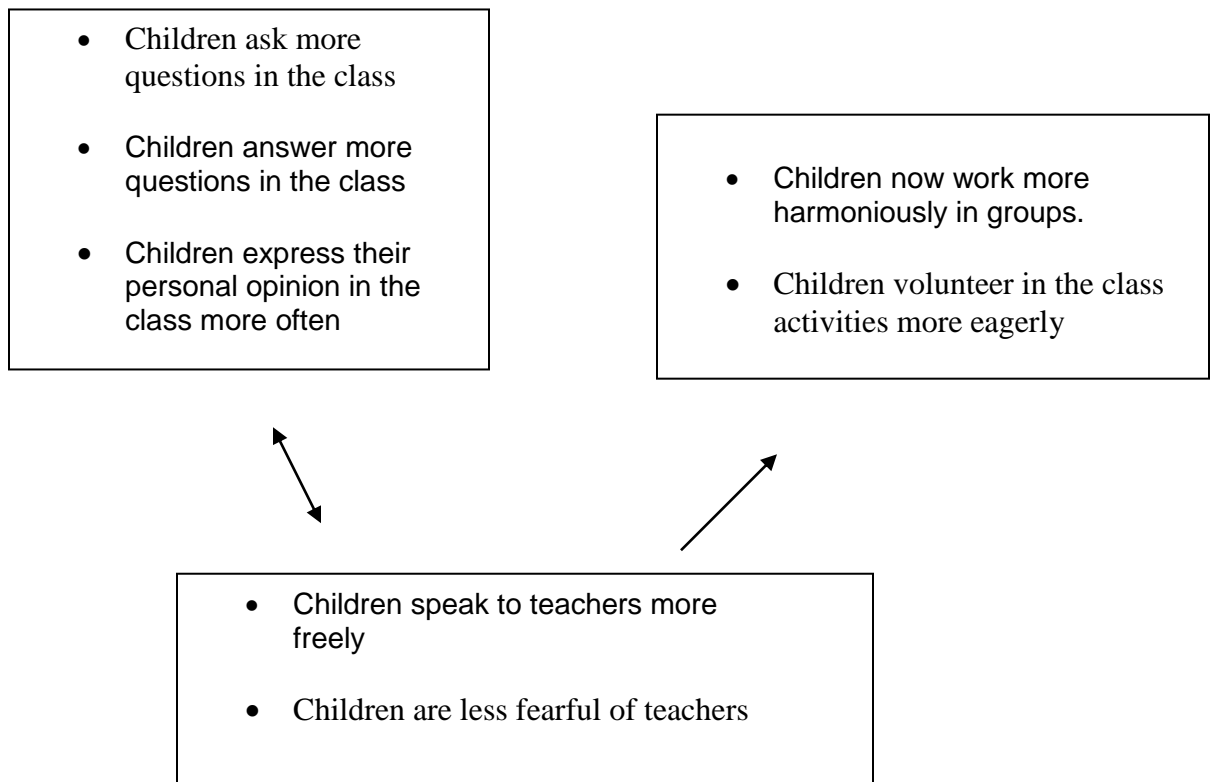 • Children ask more
questions in the class
• Children answer more
questions in the class
• Children express their
personal opinion in the
class more often
• Children now work more
harmoniously in groups.
• Children volunteer in the class
activities more eagerly
• Children speak to teachers more
freely
• Children are less fearful of teachers